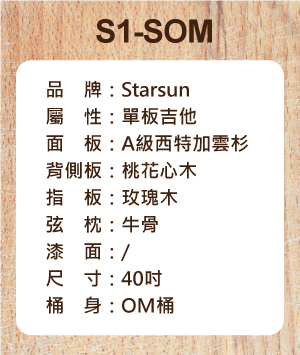 S1-SOM
品　牌：Starsun
屬　性：單板吉他
面　板：A級西特加雲杉
背側板：桃花心木
指　板：玫瑰木
弦　枕：牛骨
漆　面：/
尺　寸：40吋
桶　身：OM桶